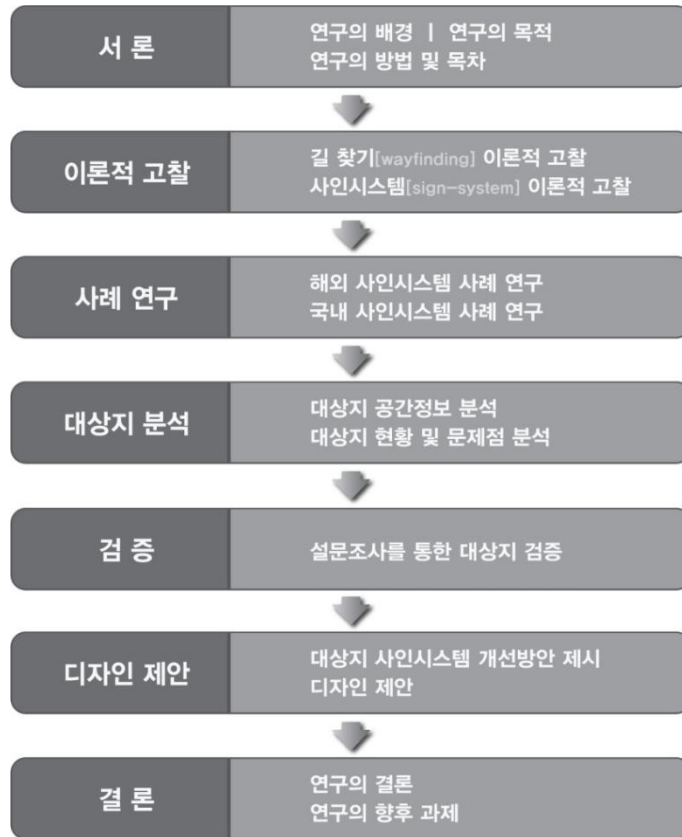 서 론
연구의 배경 | 연구의 목적
연구의 방법 및 목차
이론적 고찰
길 찾기[wayfinding] 이론적 고찰
사인시스템[sign-system] 이론적 고찰
사례 연구
해외 사인시스템 사례 연구
국내 사인시스템 사례 연구
대상지 분석
대상지 공간정보 분석
대상지 현황 및 문제점 분석
검 증
설문조사를 통한 대상지 검증
디자인 제안
대상지 사인시스템 개선방안 제시
디자인 제안
결 론
연구의 결론
연구의 향후 과제